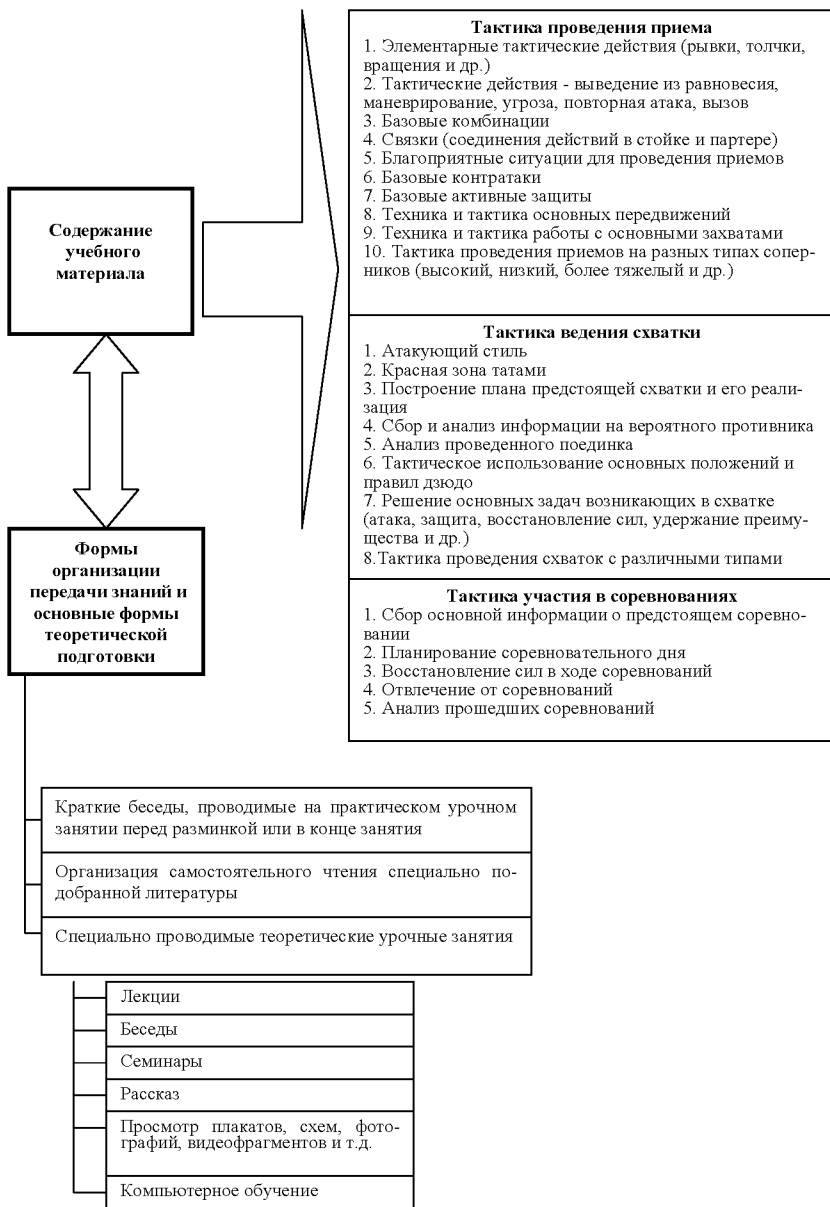 Содержание
учебного
материала
Тактика проведения приема
1. Элементарные тактические действия (рывки, толчки,
вращения и др.)
2. Тактические действия - выведение из равновесия,
маневрирование, угроза, повторная атака, вызов
3. Базовые комбинации
4. Связки (соединения действий в стойке и партере)
5. Благоприятные ситуации для проведения приемов
6. Базовые контратаки
7. Базовые активные защиты
8. Техника и тактика основных передвижений
9. Техника и тактика работы с основными захватами
10. Тактика проведения приемов на разных типах сопер-
ников (высокий, низкий, более тяжелый и др.)
Тактика ведения схватки
1. Атакующий стиль
2. Красная зона татами
3. Построение плана предстоящей схватки и его реали-
зация
4. Сбор и анализ информации на вероятного противника
5. Анализ проведенного поединка
6. Тактическое использование основных положений и
правил дзюдо
7. Решение основных задач возникающих в схватке
(атака, защита, восстановление сил, удержание преиму-
щества и др.)
8.Тактика проведения схваток с различными типами
Тактика участия в соревнованиях
1. Сбор основной информации о предстоящем соревно-
вании
2. Планирование соревновательного дня
3. Восстановление сил в ходе соревнований
4. Отвлечение от соревнований
5. Анализ прошедших соревнований
Формы
организации
передачи знаний и
основные формы
теоретической
подготовки
Краткие беседы, проводимые на практическом урочном
занятии перед разминкой или в конце занятия
Организация самостоятельного чтения специально по-
добранной литературы
Специально проводимые теоретические урочные занятия
Лекции
Беседы
Семинары
Рассказ
Просмотр плакатов, схем, фото-
графий, видеофрагментов и т.д.
Компьютерное обучение